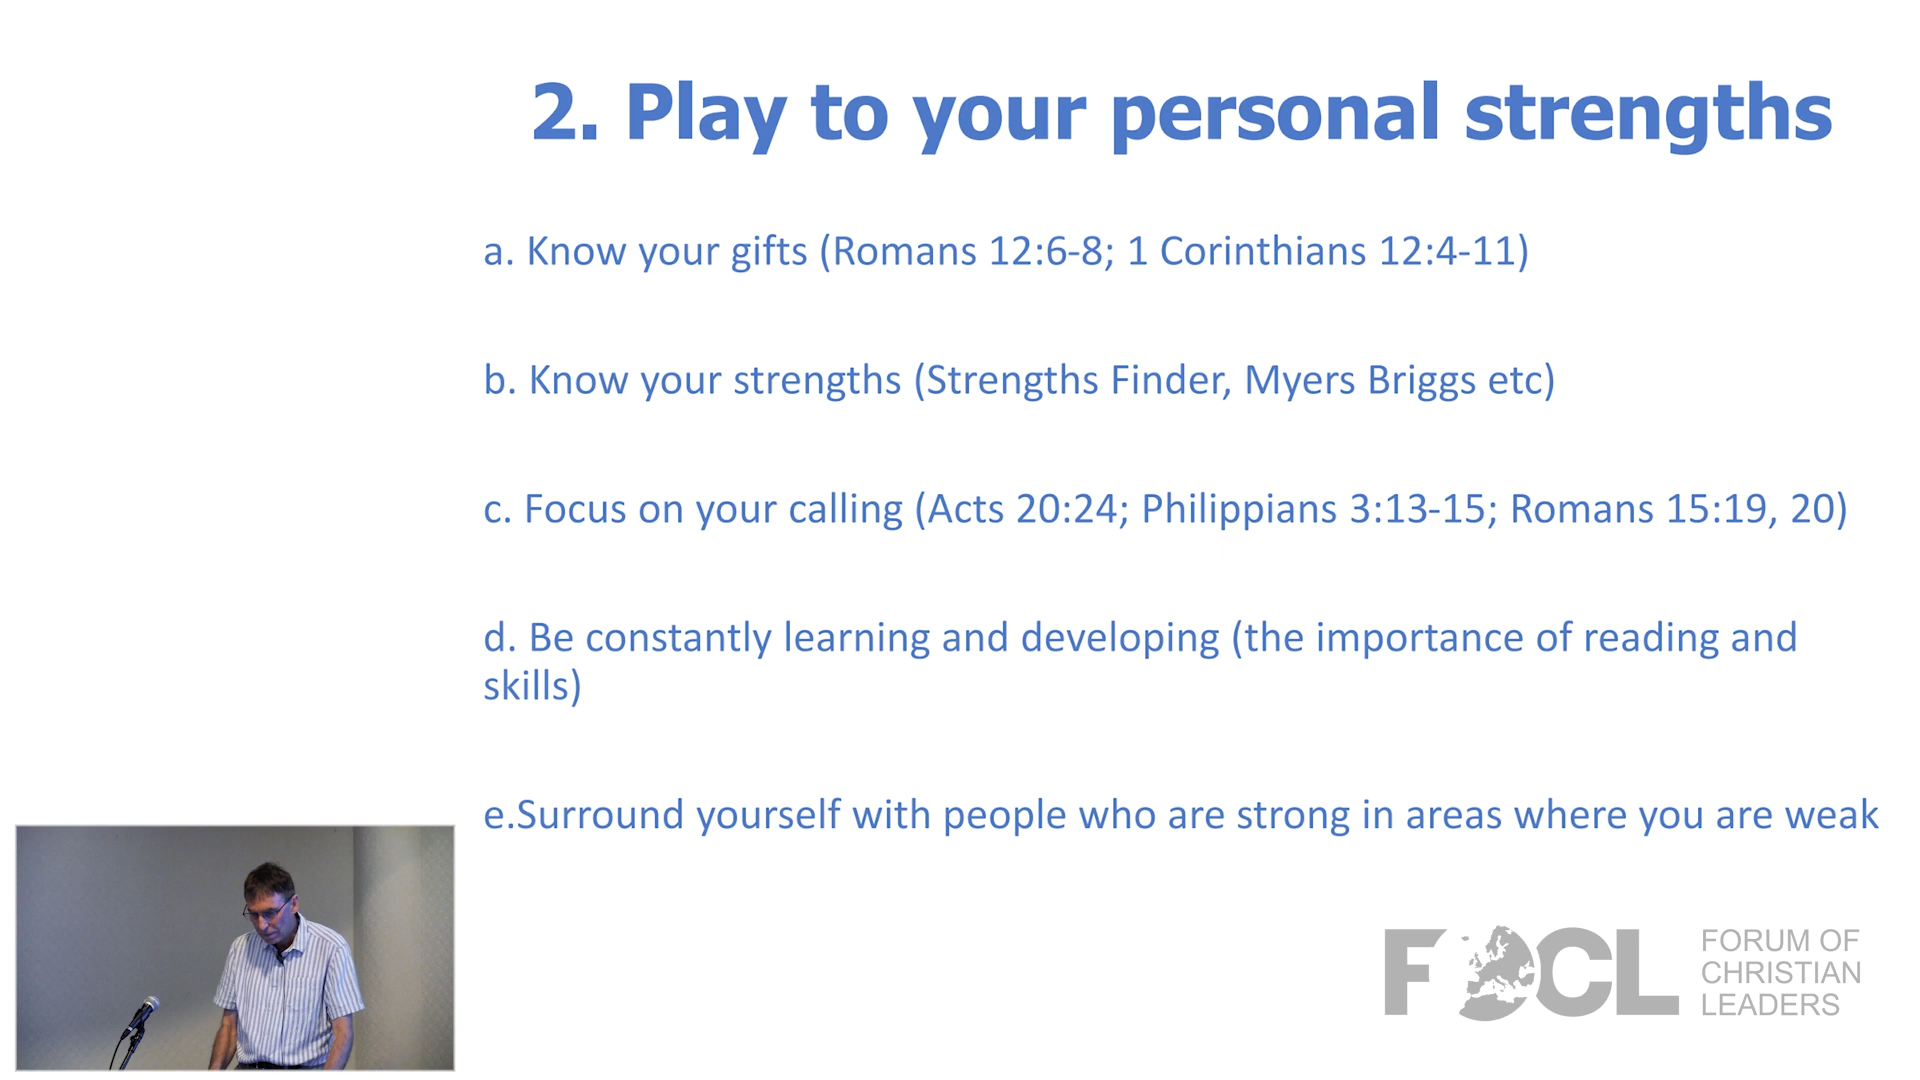 2. Play to your personal strengths
a. Know your gifts (Romans 12:6-8; 1 Corinthians 12:4-11)
b. Know your strengths (Strengths Finder, Myers Briggs etc)
c. Focus on your calling (Acts 20:24; Philippians 3:13-15; Romans 15:19, 20)
d. Be constantly learning and developing (the importance of reading and
skills)
e.Surround yourself with people who are strong in areas where you are weak
FOCL
FORUM OF
CHRISTIAN
LEADERS